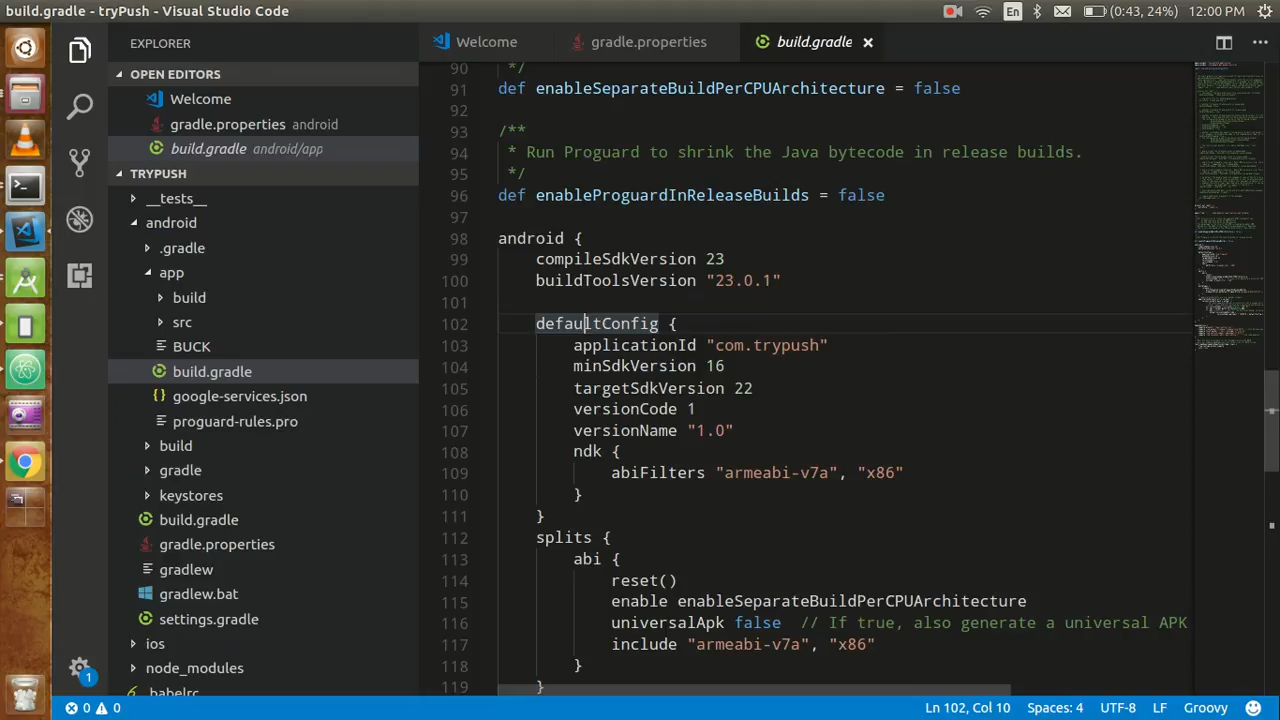 build.gradle - tryPush - Visual Studio Code
En
(0:43, 24%)
12:00 PM
EXPLORER
OPEN EDITORS
Welcome
gradle.properties android
build.gradle android/app
TRYPUSH
__tests__
android
.gradle
app
build
src
BUCK
build.gradle
google-services.json
proguard-rules.pro
build
gradle
keystores
build.gradle
gradle.properties
gradlew
gradlew.bat
settings.gradle
ios
node_modules
.babelrc
1
Welcome
gradle.properties
build.gradle
90 */
91 def enableSeparateBuildPerCPUArchitecture = false
92
93 /**
94 * Run Proguard to shrink the Java bytecode in release builds.
95 */
96 def enableProguardInReleaseBuilds = false
97
98 android {
99 compileSdkVersion 23
100 buildToolsVersion "23.0.1"
101
102 defaultConfig {
103 applicationId "com.trypush"
104 minSdkVersion 16
105 targetSdkVersion 22
106 versionCode 1
107 versionName "1.0"
108 ndk {
109 abiFilters "armeabi-v7a", "x86"
110 }
111 }
112 splits {
113 abi {
114 reset()
115 enable enableSeparateBuildPerCPUArchitecture
116 universalApk false // If true, also generate a universal APK
117 include "armeabi-v7a", "x86"
118 }
119 }
0 0
Ln 102, Col 10
Spaces: 4
UTF-8
LF
Groovy